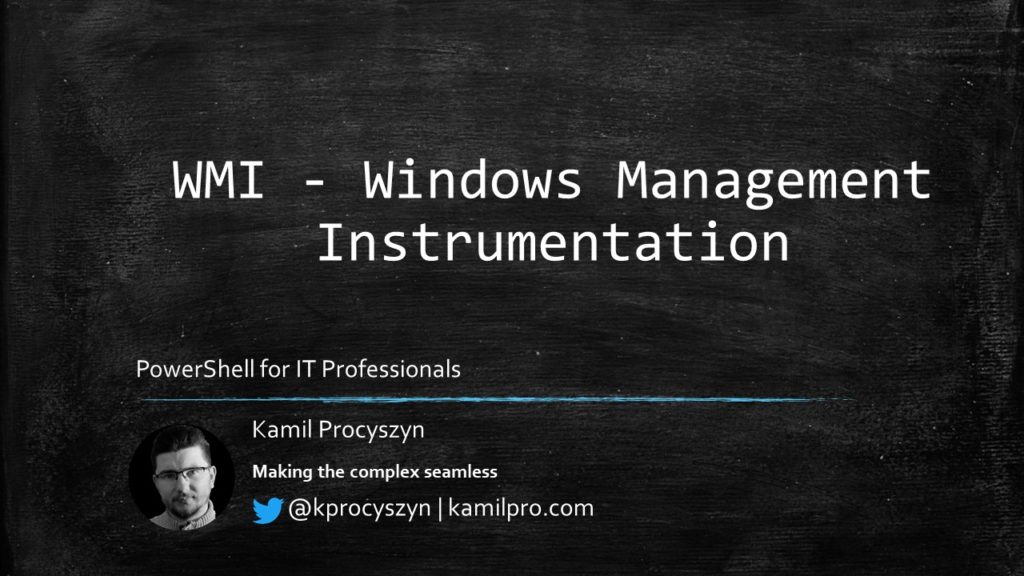 WMI - Windows Management
Instrumentation
PowerShell for IT Professionals
Kamil Procyszyn
Making the complex seamless
@kprocyszyn | kamilpro.com